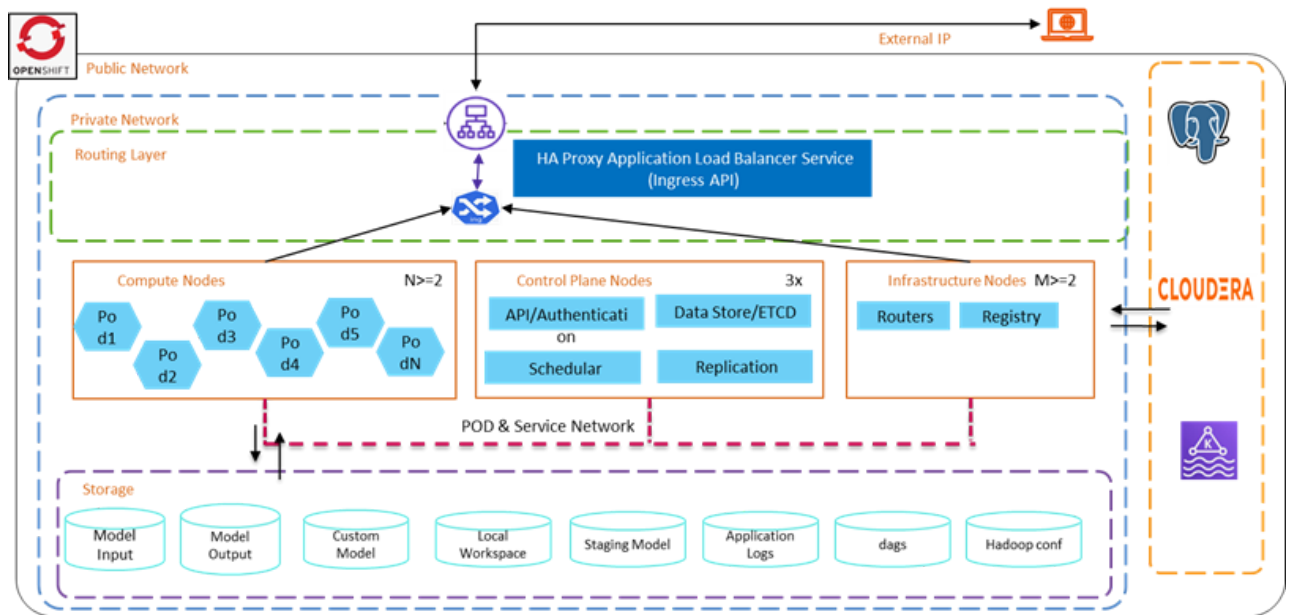 OPENSHIFT
External IP
Public Network
Private Network
Routing Layer
HA Proxy Application Load Balancer Service
(Ingress API)
ing
Compute Nodes
N>=2
Po
d1
Po
d2
Po
d3
Po
d4
Po
d5
Po
dN
Control Plane Nodes
3x
API/Authenticati
on
Data Store/ETCD
Schedular
Replication
Infrastructure Nodes
M>=2
Routers
Registry
CLOUDERA
K
POD & Service Network
Storage
Model
Input
Model
Output
Custom
Model
Local
Workspace
Staging Model
Application
Logs
dags
Hadoop conf